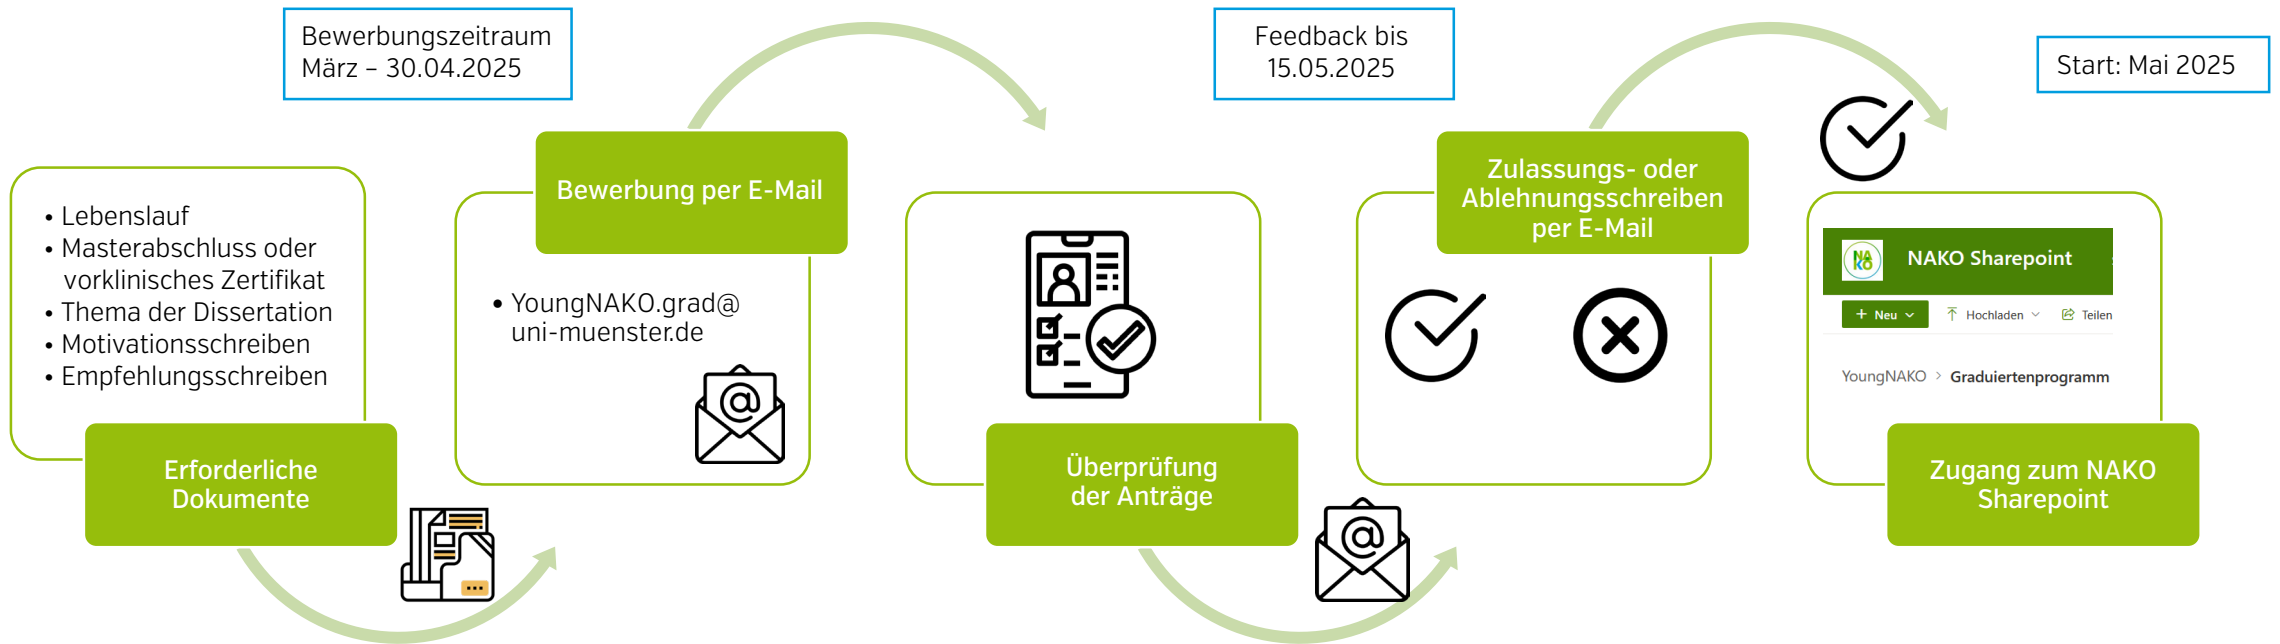 Bewerbungszeitraum
März – 30.04.2025
Feedback bis
15.05.2025
Start: Mai 2025
• Lebenslauf
• Masterabschluss oder
vorklinisches Zertifikat
• Thema der Dissertation
• Motivationsschreiben
• Empfehlungsschreiben
Erforderliche
Dokumente
Bewerbung per E-Mail
• YoungNAKO.grad@
uni-muenster.de
@
Überprüfung
der Anträge
@
Zulassungs- oder
Ablehnungsschreiben
per E-Mail
NA
KO
NAKO Sharepoint
+ Neu
Hochladen
Teilen
YoungNAKO > Graduiertenprogramm
Zugang zum NAKO
Sharepoint